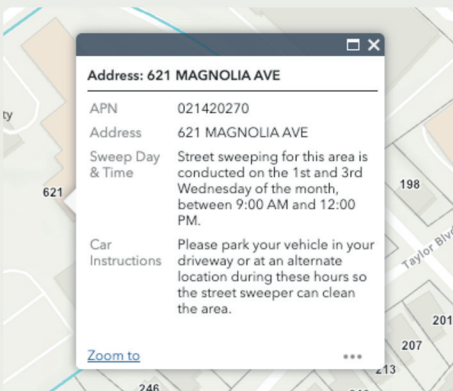 Address: 621 MAGNOLIA AVE
APN 021420270
Address 621 MAGNOLIA AVE
Sweep Day Street sweeping for this area is
& Time conducted on the 1st and 3rd
Wednesday of the month,
between 9:00 AM and 12:00
PM.
Car Please park your vehicle in your
Instructions driveway or at an alternate
location during these hours so
the street sweeper can clean
the area.
Zoom to
ty
621
198
Taylor Blvd
201
207
213
246